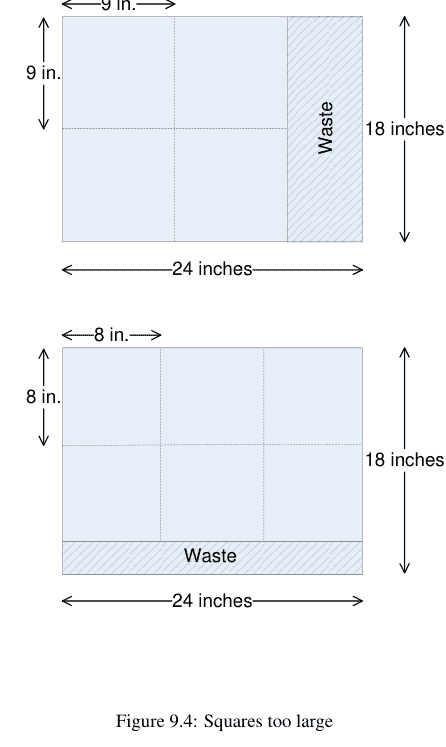 9 in.
9 in.
Waste
18 inches
24 inches
8 in.
8 in.
18 inches
Waste
24 inches
Figure 9.4: Squares too large